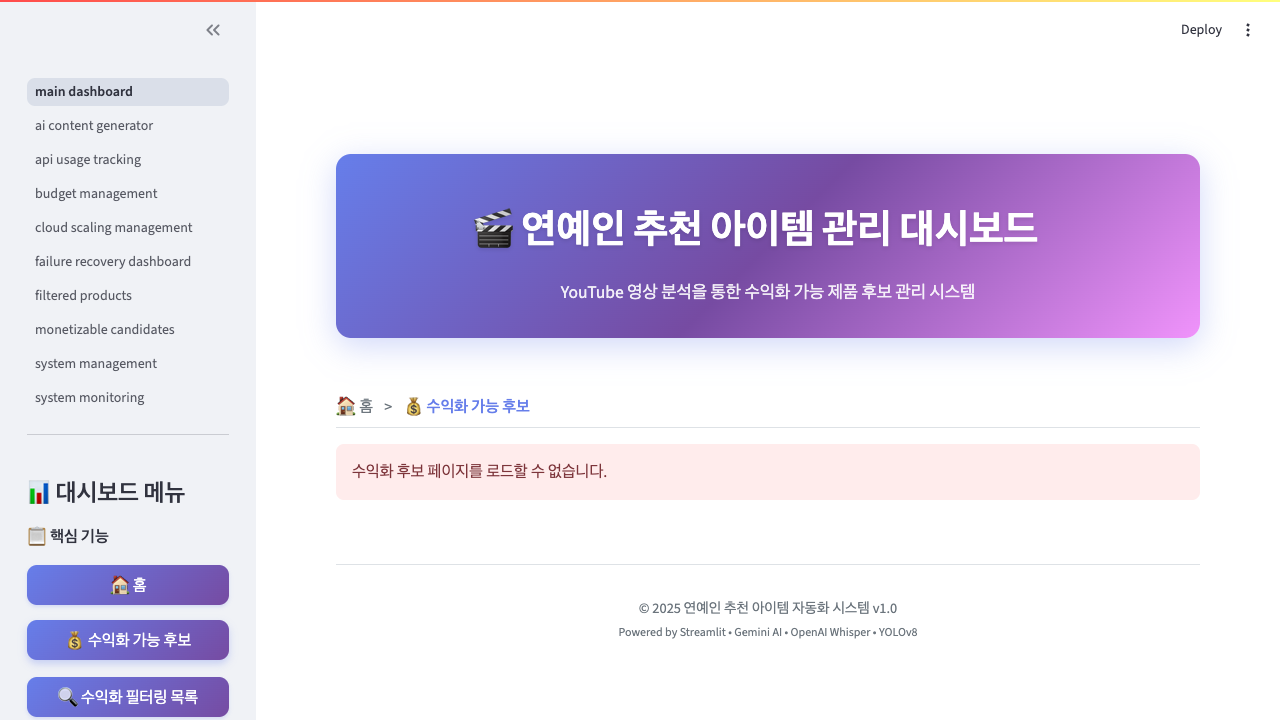 Deploy
main dashboard
ai content generator
api usage tracking
budget management
cloud scaling management
failure recovery dashboard
filtered products
monetizable candidates
system management
system monitoring
대시보드 메뉴
핵심 기능
홈
수익화 가능 후보
수익화 필터링 목록
연예인 추천 아이템 관리 대시보드
YouTube 영상 분석을 통한 수익화 가능 제품 후보 관리 시스템
홈 > 수익화 가능 후보
수익화 후보 페이지를 로드할 수 없습니다.
© 2025 연예인 추천 아이템 자동화 시스템 v1.0
Powered by Streamlit • Gemini AI • OpenAI Whisper • YOLOv8